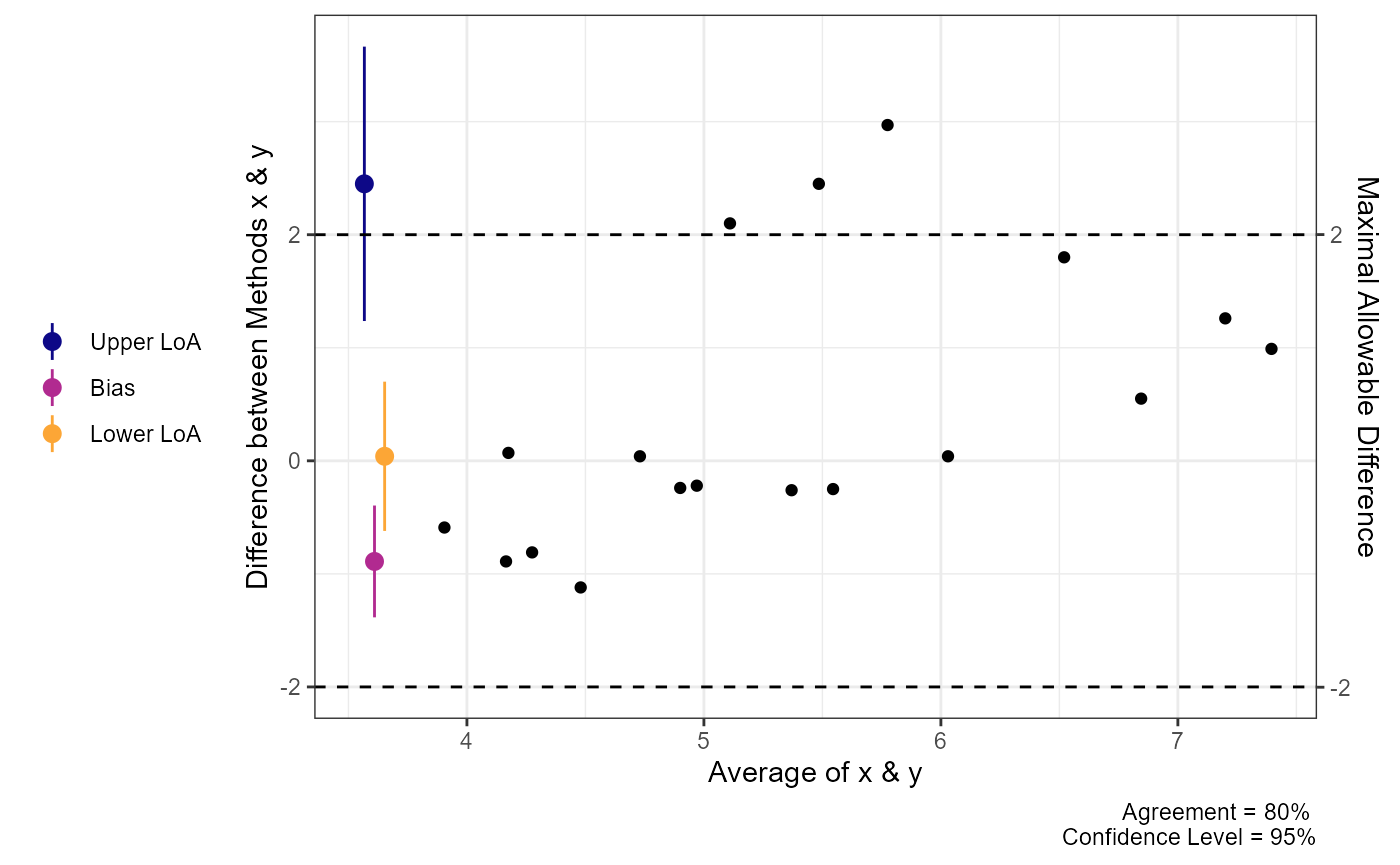 Upper LoA
Bias
Lower LoA
Difference between Methods x & y
2
0
-2
4
5
6
7
Average of x & y
2
-2
Maximal Allowable Difference
Agreement = 80%
Confidence Level = 95%